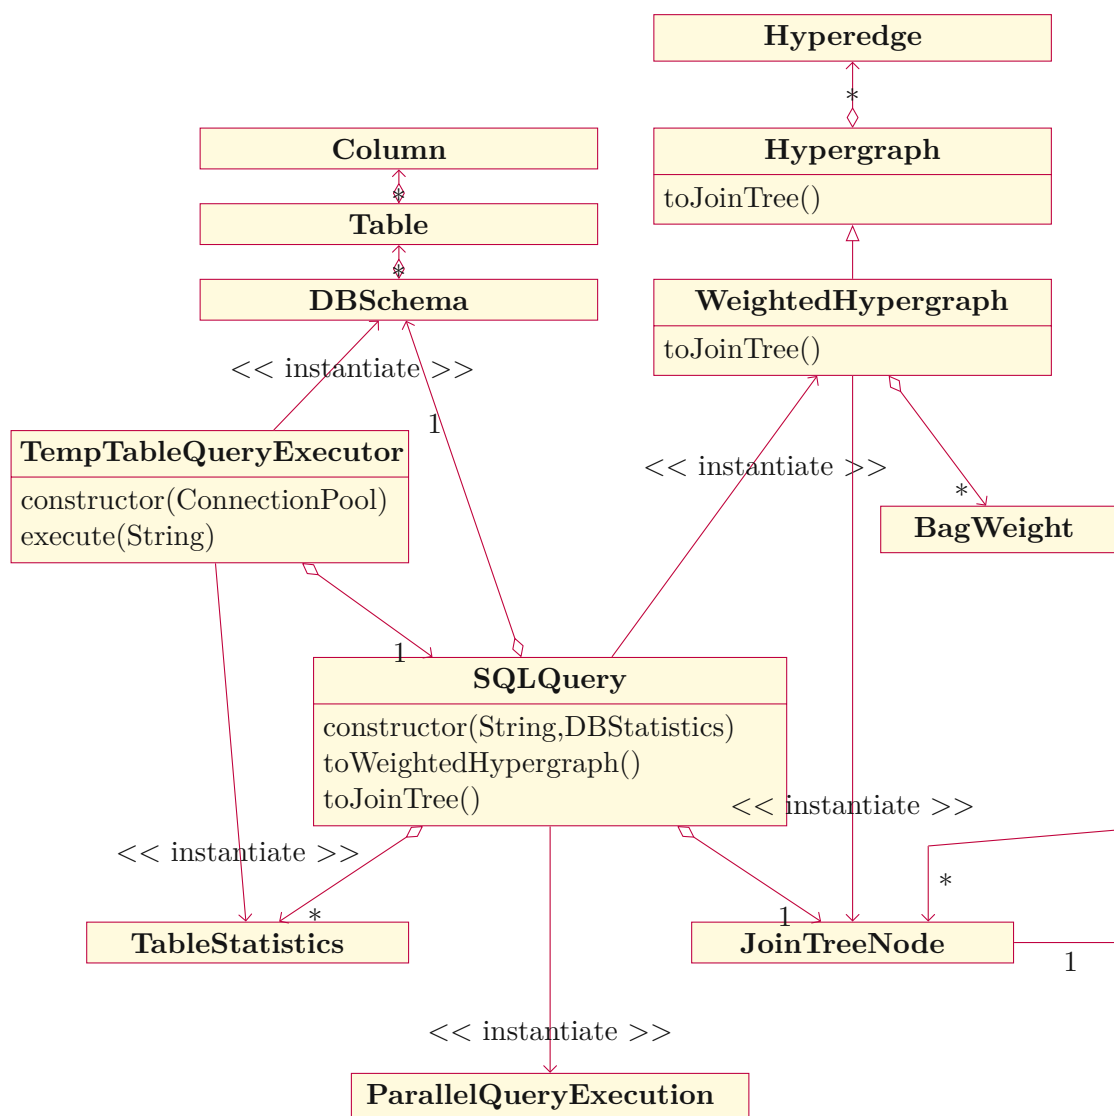 Hyperedge
*
Hypergraph
toJoinTree()
Column
*
Table
*
DBSchema
WeightedHypergraph
toJoinTree()
<< instantiate >>
1
TempTableQueryExecutor
constructor(ConnectionPool)
execute(String)
<< instantiate >>
*
BagWeight
1
SQLQuery
constructor(String,DBStatistics)
toWeightedHypergraph()
toJoinTree()
<< instantiate >>
<< instantiate >>
*
*
1
TableStatistics
JoinTreeNode
1
<< instantiate >>
ParallelQueryExecution